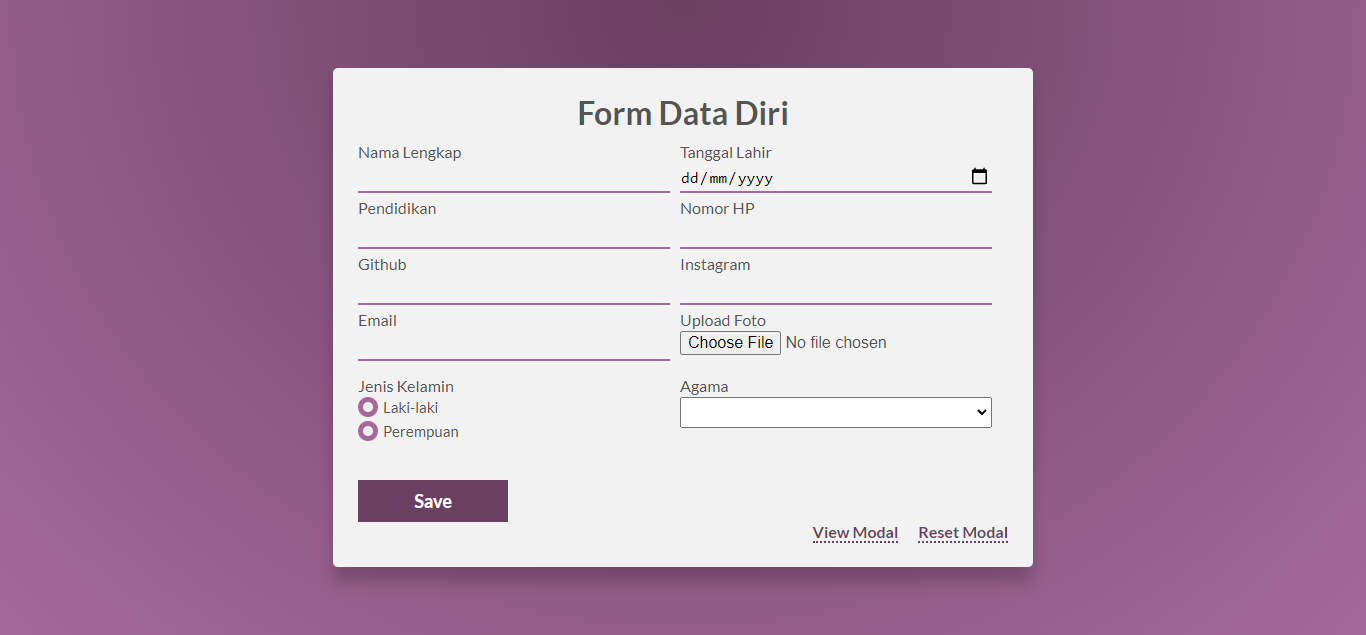 Form Data Diri
Nama Lengkap
Tanggal Lahir
dd/mm/yyyy
Pendidikan
Nomor HP
Github
Instagram
Email
Upload Foto
Choose File No file chosen
Jenis Kelamin
Laki-laki
Perempuan
Agama
Save
View Modal
Reset Modal